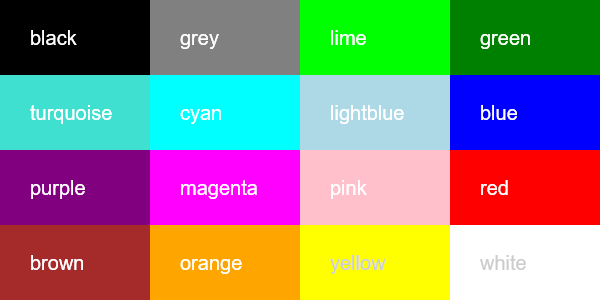 black grey lime green
turquoise cyan lightblue blue
purple magenta pink red
brown orange yellow white